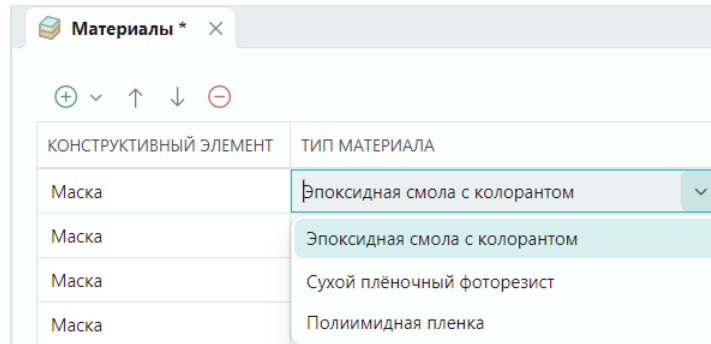 Материалы *
КОНСТРУКТИВНЫЙ ЭЛЕМЕНТ ТИП МАТЕРИАЛА
Маска Эпоксидная смола с колорантом
Маска Эпоксидная смола с колорантом
Маска Сухой плёночный фоторезист
Маска Полиимидная пленка